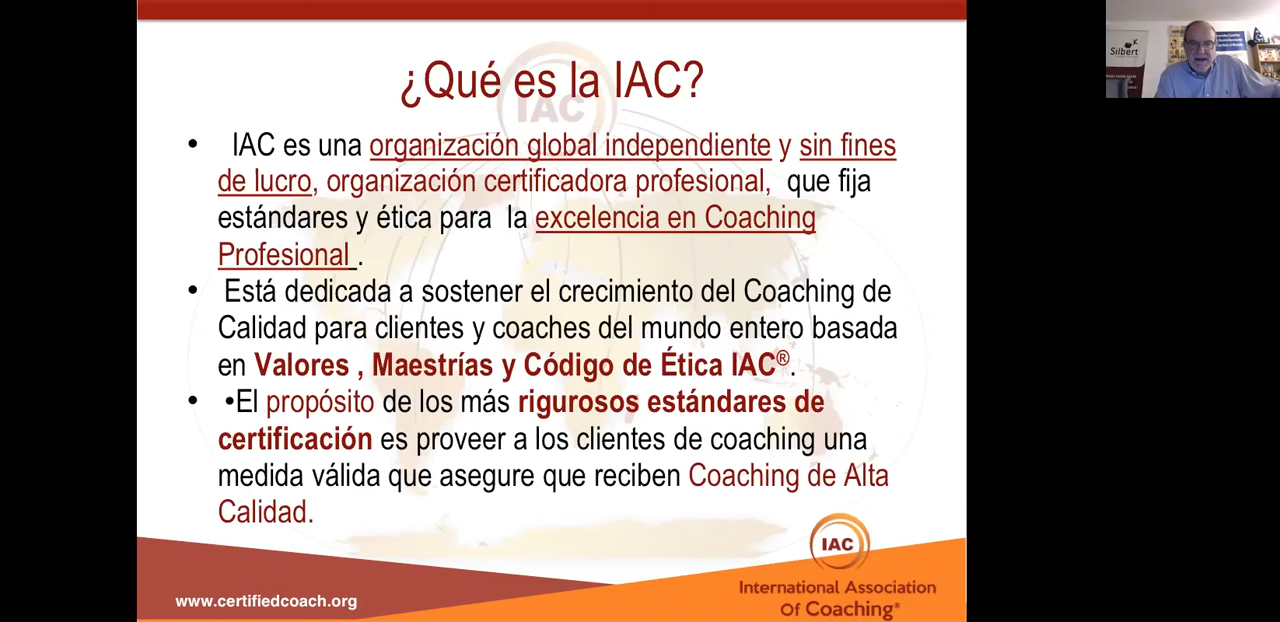 ¿Qué es la IAC?
• IAC es una organización global independiente y sin fines
de lucro, organización certificadora profesional, que fija
estándares y ética para la excelencia en Coaching
Profesional .
• Está dedicada a sostener el crecimiento del Coaching de
Calidad para clientes y coaches del mundo entero basada
en Valores , Maestrías y Código de Ética IAC®.
• •El propósito de los más rigurosos estándares de
certificación es proveer a los clientes de coaching una
medida válida que asegure que reciben Coaching de Alta
Calidad.
IAC
IAC
International Association
Of Coaching®
www.certifiedcoach.org
Silbert